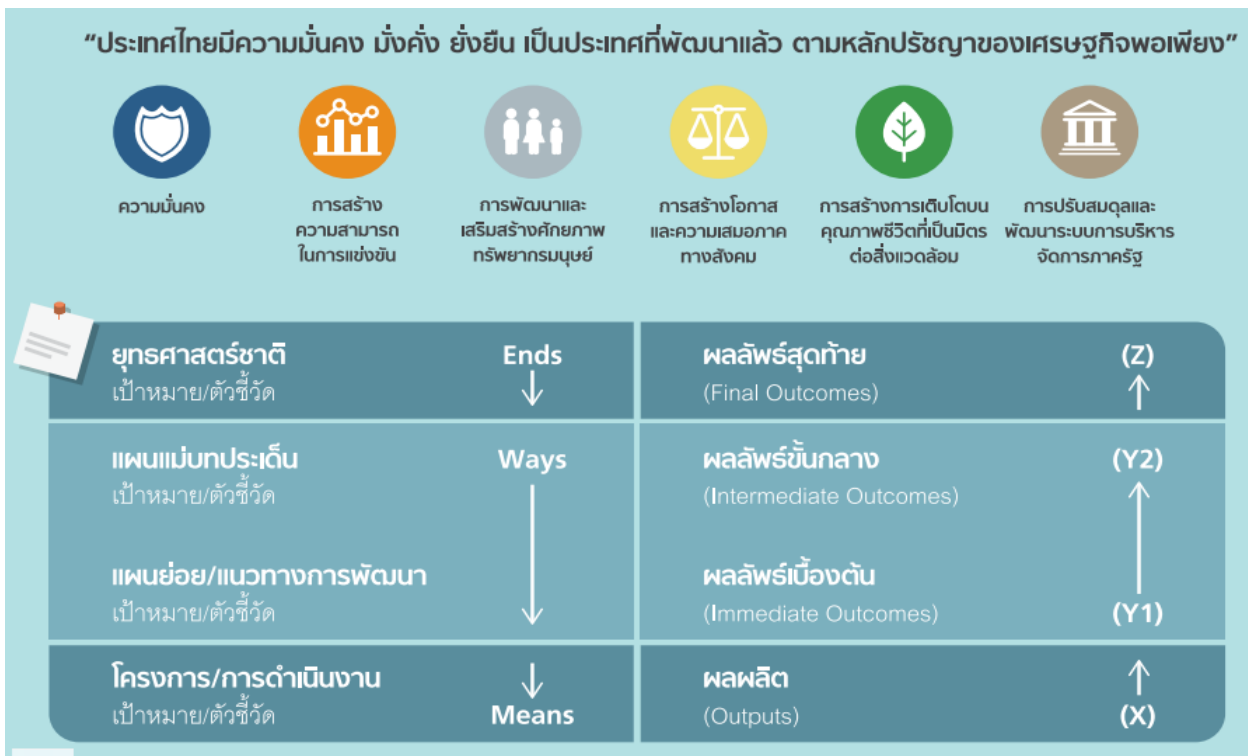 “ประเทศไทยมีความมั่นคง มั่งคั่ง ยั่งยืน เป็นประเทศที่พัฒนาแล้ว ตามหลักปรัชญาของเศรษฐกิจพอเพียง”
ความมั่นคง
การสร้าง
ความสามารถ
ในการแข่งขัน
การพัฒนาและ
เสริมสร้างศักยภาพ
ทรัพยากรมนุษย์
การสร้างโอกาส
และความเสมอภาค
ทางสังคม
การสร้างการเติบโตบน
คุณภาพชีวิตที่เป็นมิตร
ต่อสิ่งแวดล้อม
การปรับสมดุลและ
พัฒนาระบบการบริหาร
จัดการภาครัฐ
ยุทธศาสตร์ชาติ Ends ผลลัพธ์สุดท้าย (Z)
เป้าหมาย/ตัวชี้วัด (Final Outcomes)
แผนแม่บทประเด็น Ways ผลลัพธ์ขั้นกลาง (Y2)
เป้าหมาย/ตัวชี้วัด (Intermediate Outcomes)
แผนย่อย/แนวทางการพัฒนา ผลลัพธ์เบื้องต้น
เป้าหมาย/ตัวชี้วัด (Immediate Outcomes) (Y1)
โครงการ/การดำเนินงาน ผลผลิต
เป้าหมาย/ตัวชี้วัด Means (Outputs) (X)